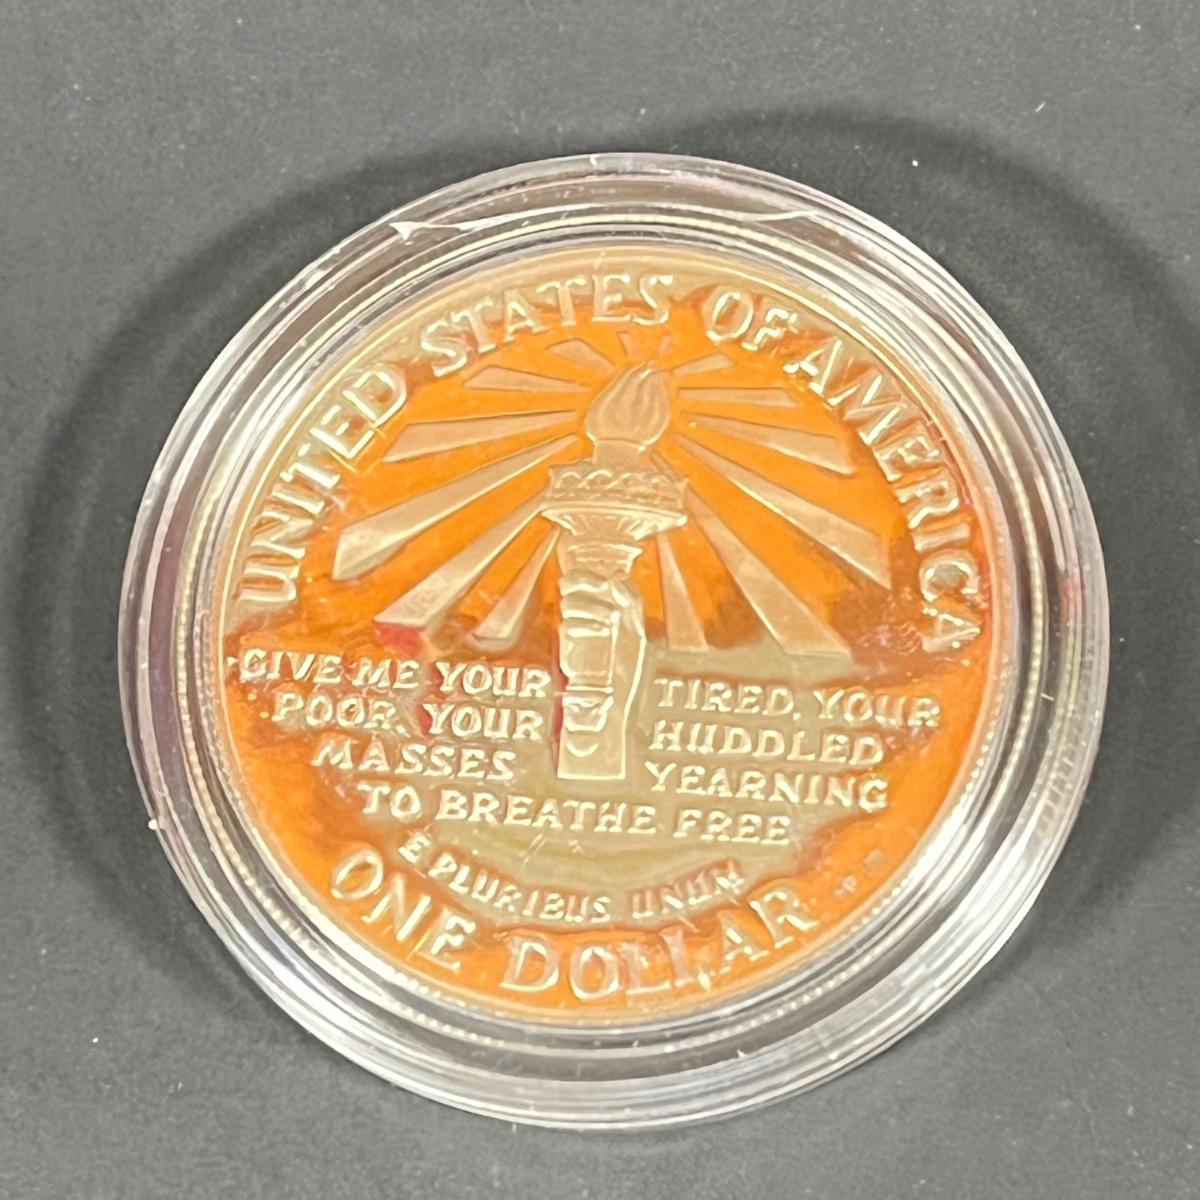 UNITED STATES OF AMERICA
GIVE ME YOUR TIRED, YOUR
POOR, YOUR HUDDLED
MASSES YEARNING
TO BREATHE FREE
E PLURIBUS UNUM
ONE DOLLAR